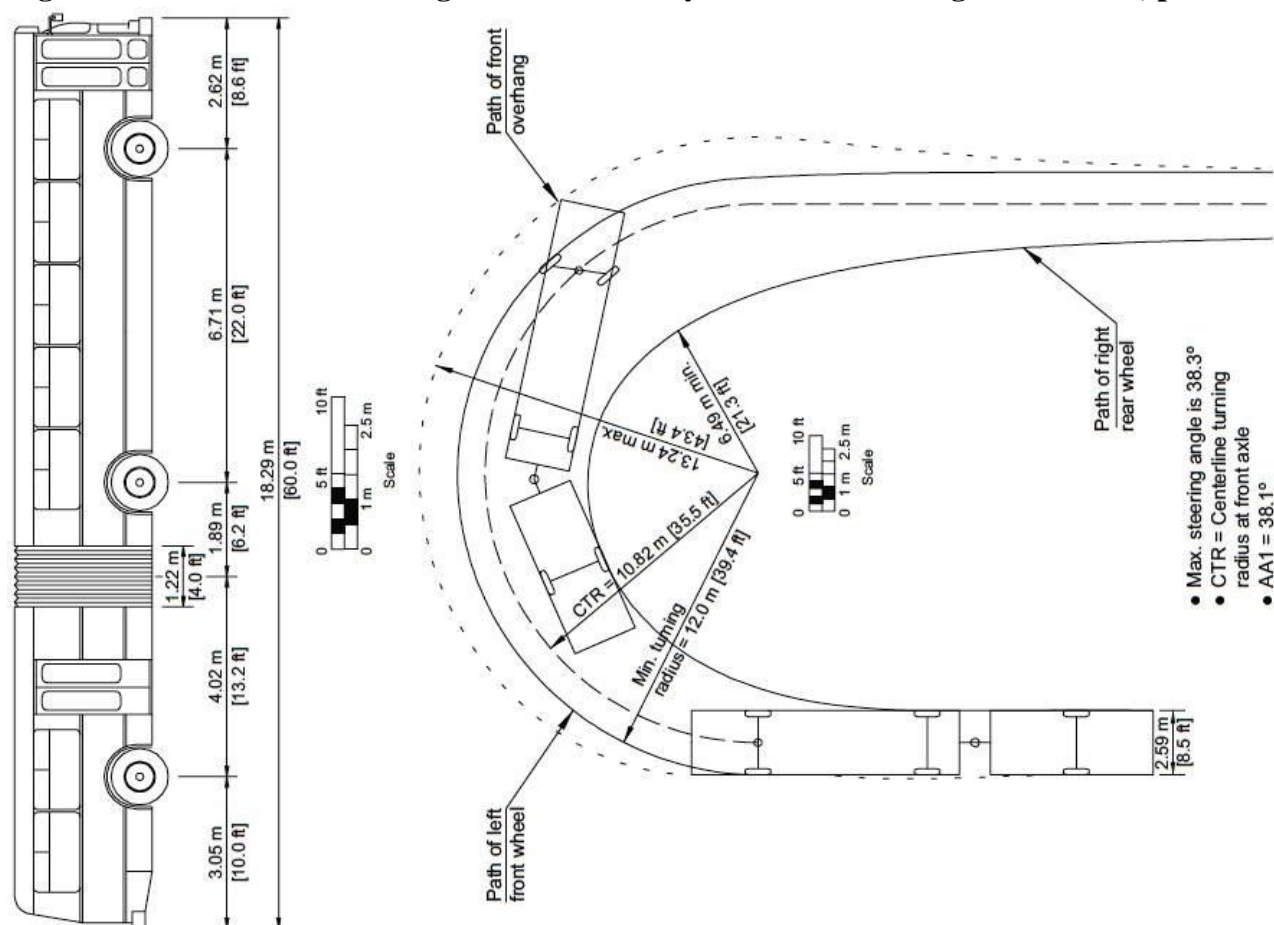 2.62 m
[8.6 ft]
6.71 m
[22.0 ft]
1.89 m
[6.2 ft]
1.22 m
[4.0 ft]
4.02 m
[13.2 ft]
3.05 m
[10.0 ft]
18.29 m
[60.0 ft]
0 5 ft 10 ft
0 1 m 2.5 m
Scale
Path of front
overhang
13.24 m max.
[43.4 ft]
6.49 m min.
[21.3 ft]
CTR = 10.82 m [35.5 ft]
Min. turning
radius = 12.0 m [39.4 ft]
0 5 ft 10 ft
0 1 m 2.5 m
Scale
Path of left
front wheel
Path of right
rear wheel
2.59 m
[8.5 ft]
● Max. steering angle is 38.3°
● CTR = Centerline turning
radius at front axle
● AA1 = 38.1°